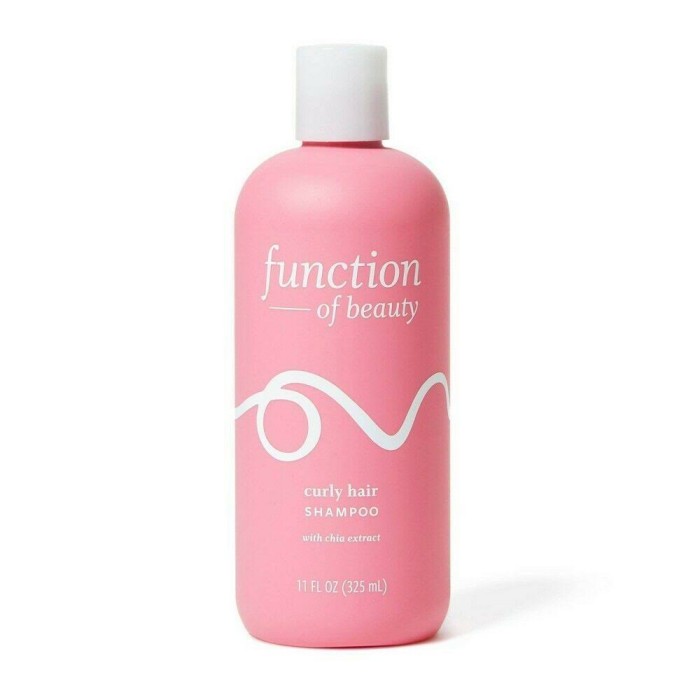 function
of beauty
curly hair
SHAMPOO
with chia extract
11 FL OZ (325 mL)